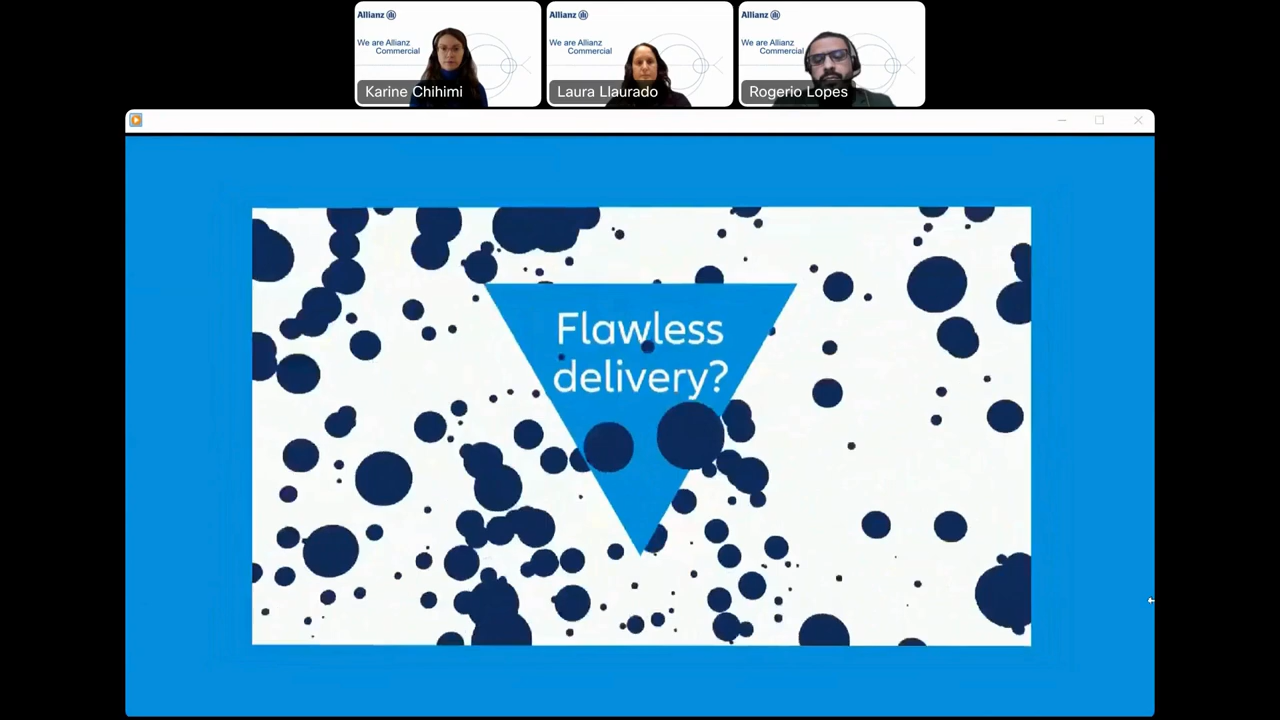 Allianz
We are Allianz
Commercial
Karine Chihimi
Allianz
We are Allianz
Commercial
Laura Llaurado
Allianz
We are Allianz
Commercial
Rogerio Lopes
Flawless
delivery?